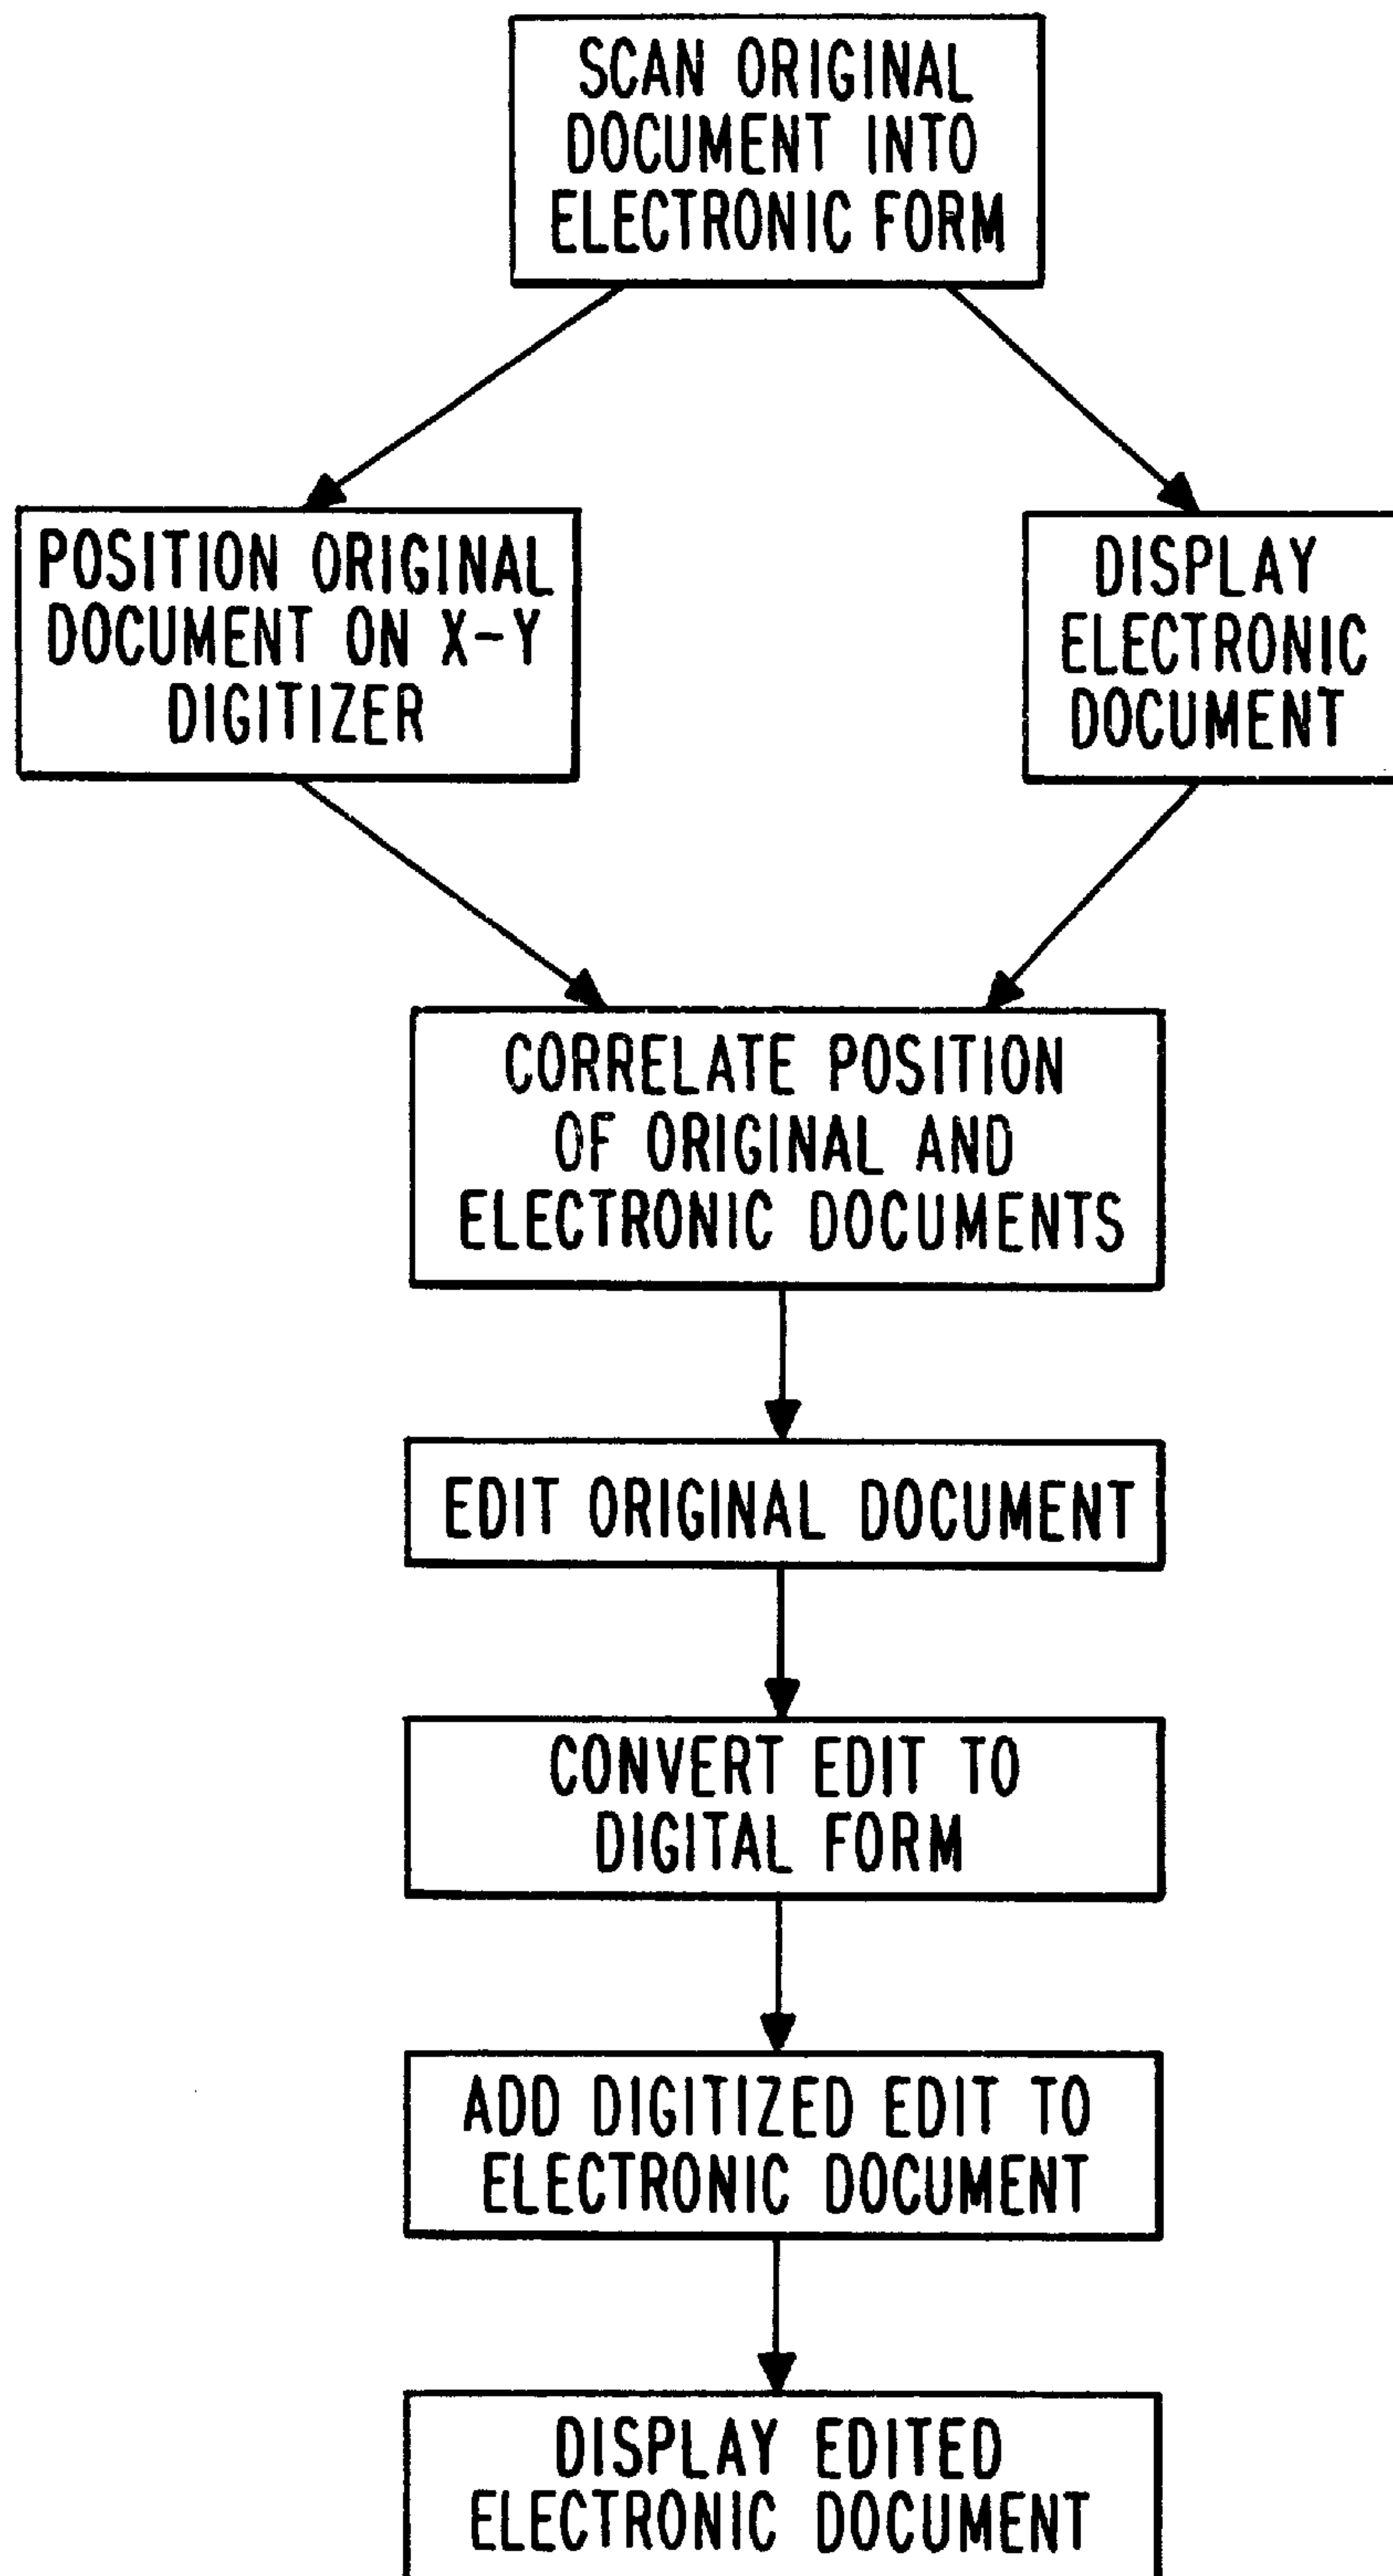 SCAN ORIGINAL
DOCUMENT INTO
ELECTRONIC FORM
POSITION ORIGINAL
DOCUMENT ON X-Y
DIGITIZER
DISPLAY
ELECTRONIC
DOCUMENT
CORRELATE POSITION
OF ORIGINAL AND
ELECTRONIC DOCUMENTS
EDIT ORIGINAL DOCUMENT
CONVERT EDIT TO
DIGITAL FORM
ADD DIGITIZED EDIT TO
ELECTRONIC DOCUMENT
DISPLAY EDITED
ELECTRONIC DOCUMENT